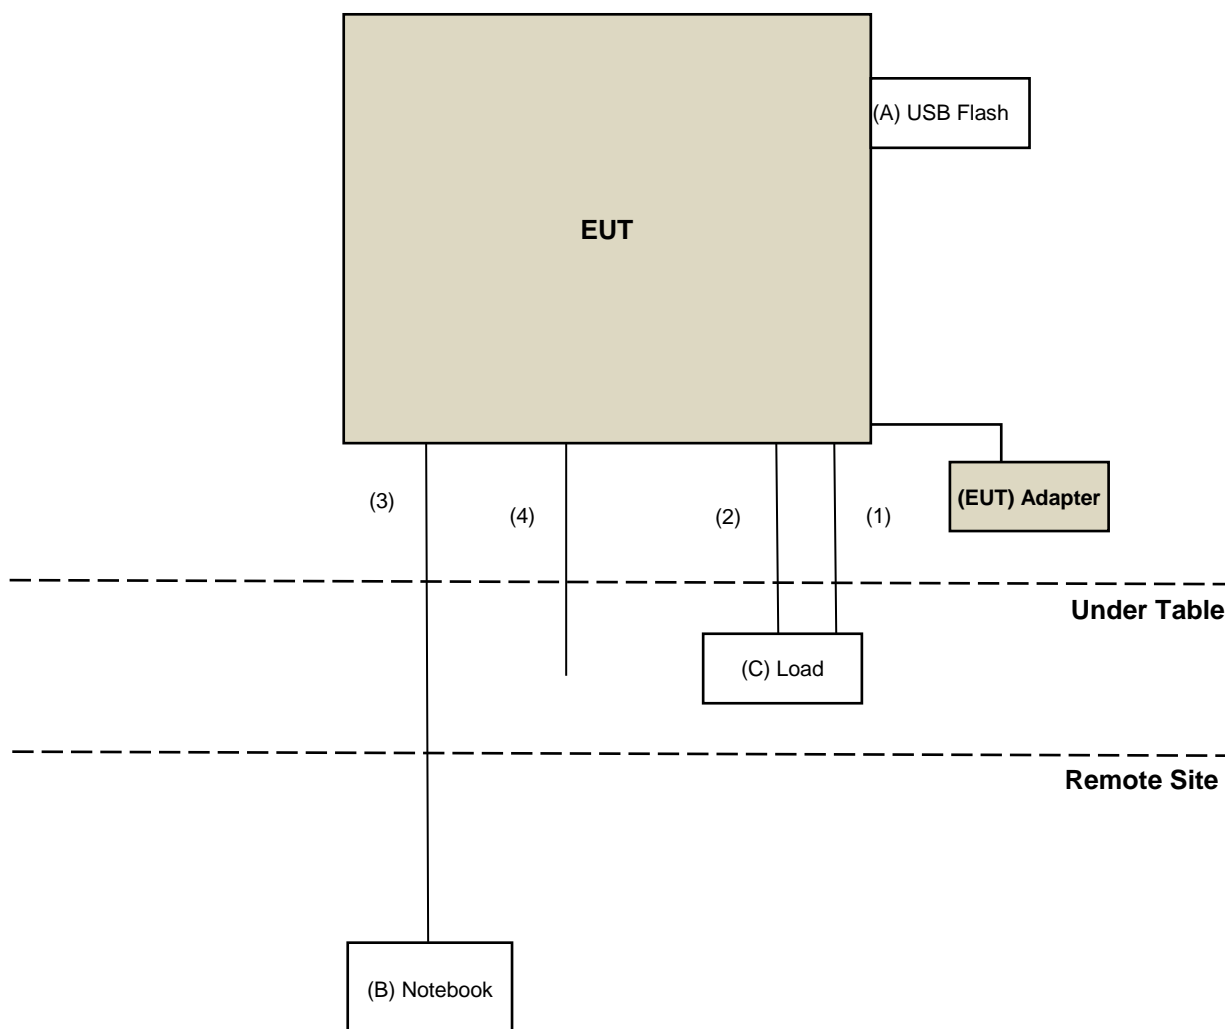 (A) USB Flash
EUT
(EUT) Adapter
(3)
(4)
(2)
(1)
Under Table
(C) Load
Remote Site
(B) Notebook